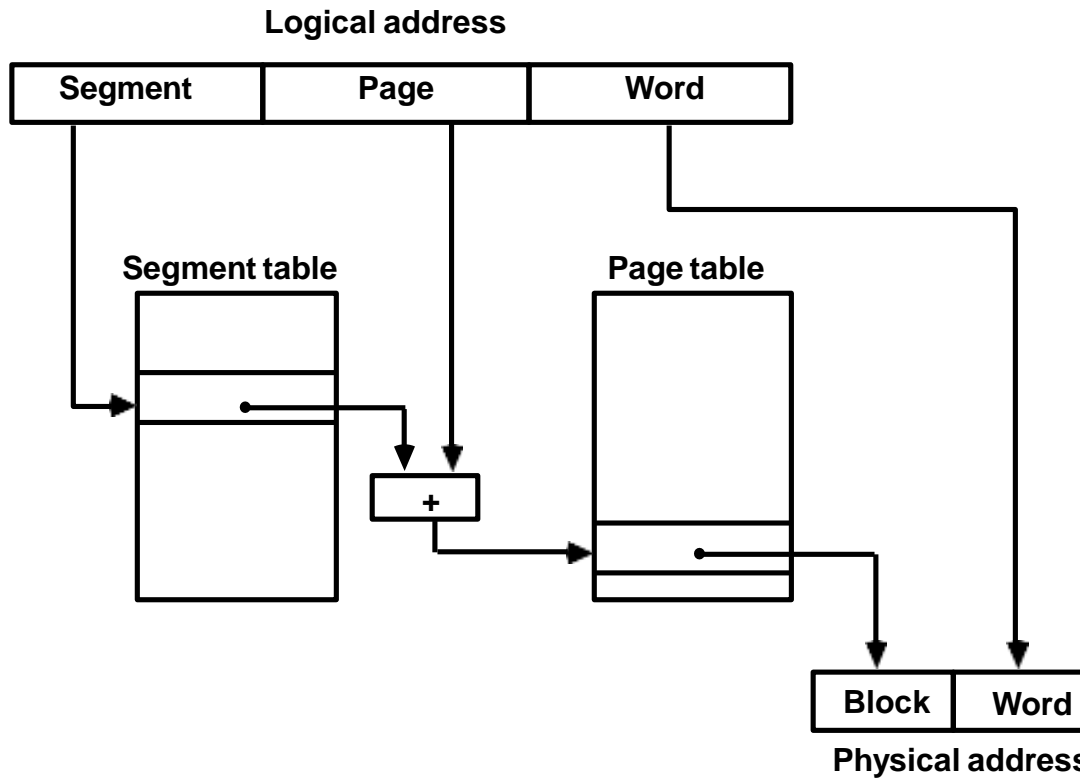 Logical address
Segment Page Word
Segment table Page table
+
Block Word
Physical address